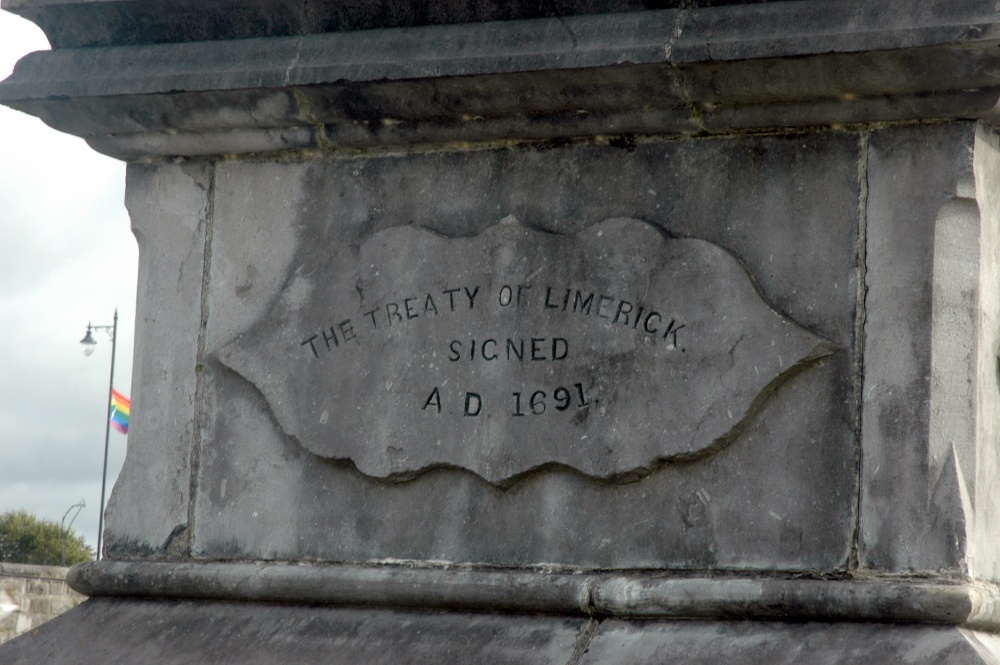 THE TREATY OF LIMERICK.
SIGNED
A.D. 1691.